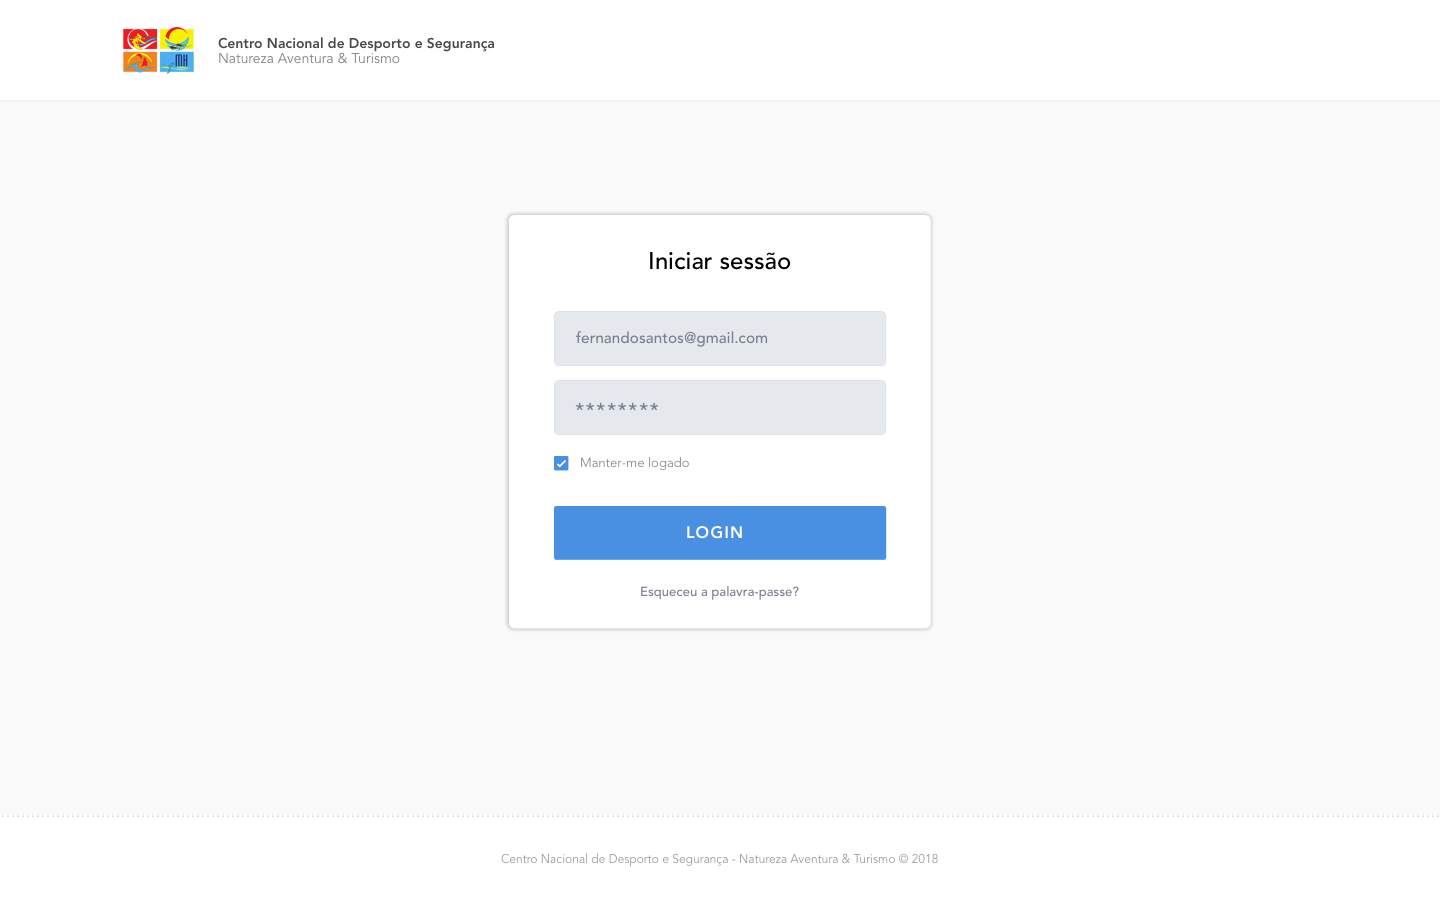 MH
Centro Nacional de Desporto e Segurança
Natureza Aventura & Turismo
Iniciar sessão
fernandosantos@gmail.com
********
Manter-me logado
LOGIN
Esqueceu a palavra-passe?
Centro Nacional de Desporto e Segurança - Natureza Aventura & Turismo © 2018